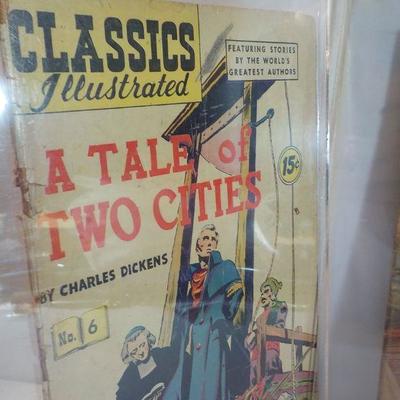 CLASSICS
Illustrated
FEATURING STORIES
BY THE WORLD'S
GREATEST AUTHORS
15¢
A TALE of
TWO CITIES
BY CHARLES DICKENS
No. 6